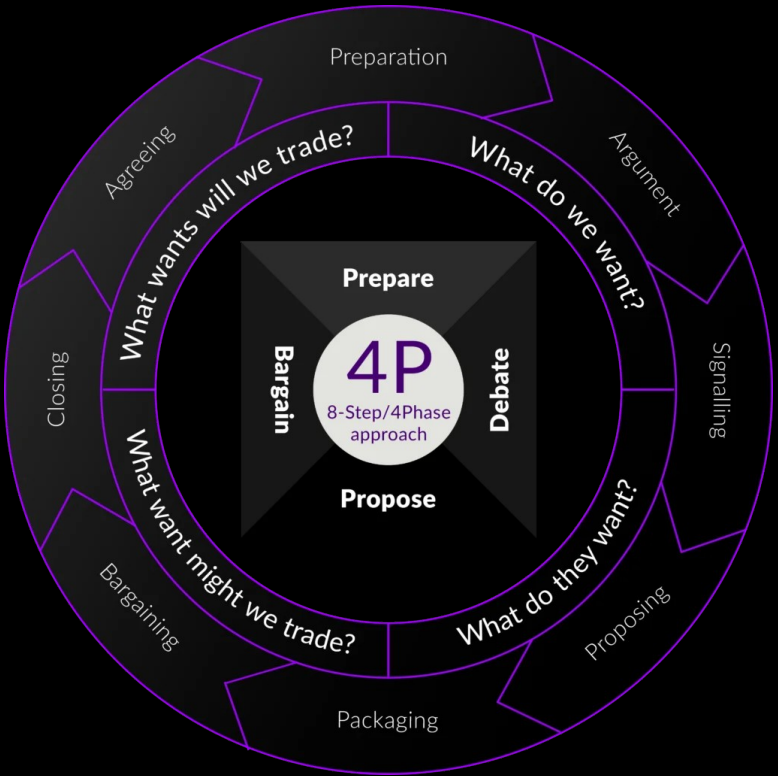 Preparation
Argument
Signalling
Proposing
Packaging
Bargaining
Closing
Agreeing
What do we want?
What do they want?
What want might we trade?
What wants will we trade?
Prepare
Debate
Propose
Bargain
4P
8-Step/4Phase
approach